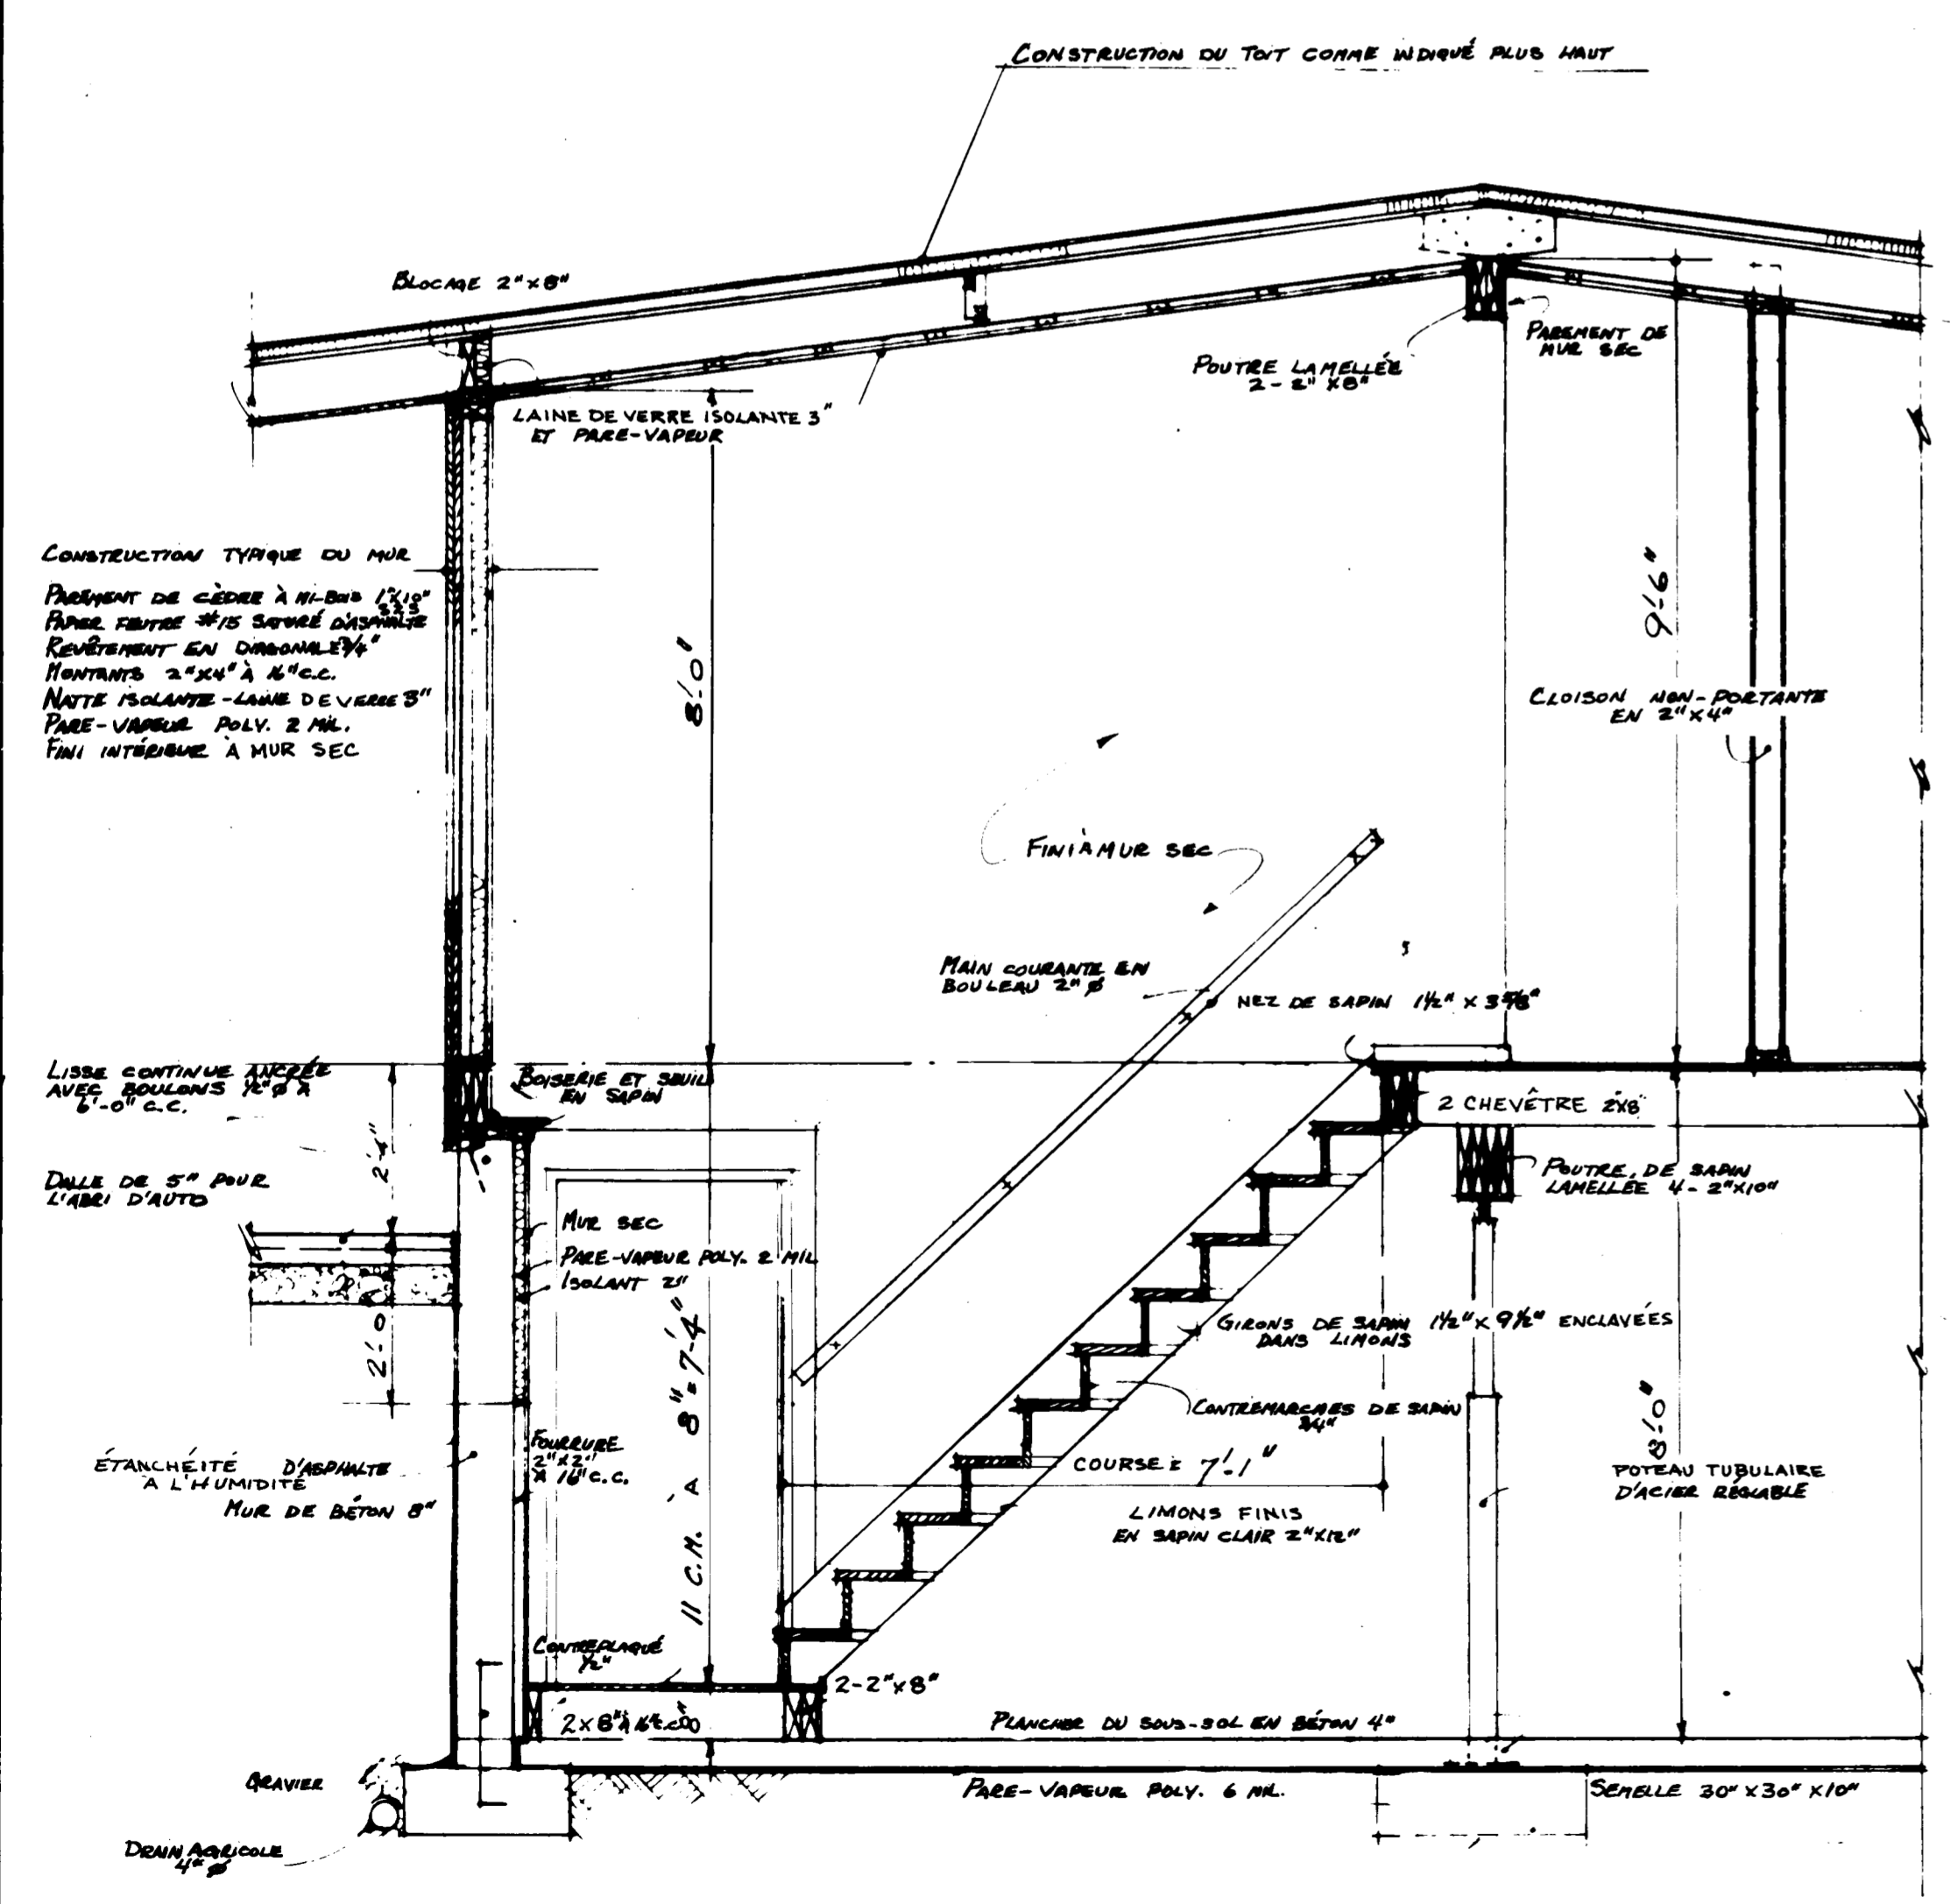 CONSTRUCTION DU TOIT COMME INDIQUÉ PLUS HAUT
BLOCAGE 2"x8"
PAREMENT DE
MUR SEC
POUTRE LAMELLÉE
2-2"x8"
LAINE DE VERRE ISOLANTE 3"
ET PARE-VAPEUR
CONSTRUCTION TYPIQUE DU MUR
PAREMENT DE CÈDRE À MI-BOIS 1"x10"
PAPIER FEUTRE #15 SATURÉ D'ASPHALTE
REVÊTEMENT EN DIAGONALE 3/4"
MONTANTS 2"x4" À 16" C.C.
NATTE ISOLANTE - LAINE DE VERRE 3"
PARE-VAPEUR POLY. 2 MIL.
FINI INTÉRIEUR À MUR SEC
8'-0"
9'-6"
CLOISON NON-PORTANTE
EN 2"x4"
FINI À MUR SEC
MAIN COURANTE EN
BOULEAU 2" Ø
NEZ DE SAPIN 1½" x 3⅝"
LISSE CONTINUE ANCRÉE
AVEC BOULONS ½" Ø À
6'-0" C.C.
BOISERIE ET SEUIL
EN SAPIN
2 CHEVÊTRE 2"x8"
2'-4"
DALLE DE 5" POUR
L'ABRI D'AUTO
POUTRE DE SAPIN
LAMELLÉE 4-2"x10"
MUR SEC
PARE-VAPEUR POLY. 2 MIL
ISOLANT 2"
2'-0"
11 C.M. À 8" = 7'-4"
GIRONS DE SAPIN 1½" x 9½" ENCLAVÉES
DANS LIMONS
CONTREMARCHES DE SAPIN
3/4"
8'-0"
FOURRURE
2"x2"
À 16" C.C.
ÉTANCHÉITÉ D'ASPHALTE
À L'HUMIDITÉ
MUR DE BÉTON 8"
COURSE = 7'-1"
POTEAU TUBULAIRE
D'ACIER RÉGLABLE
LIMONS FINIS
EN SAPIN CLAIR 2"x12"
CONTREPLAQUÉ
½"
2-2"x8"
2x8" À 16" C.C.
PLANCHER DU SOUS-SOL EN BÉTON 4"
GRAVIER
PARE-VAPEUR POLY. 6 MIL.
SEMELLE 30"x30"x10"
DRAIN AGRICOLE
4" Ø